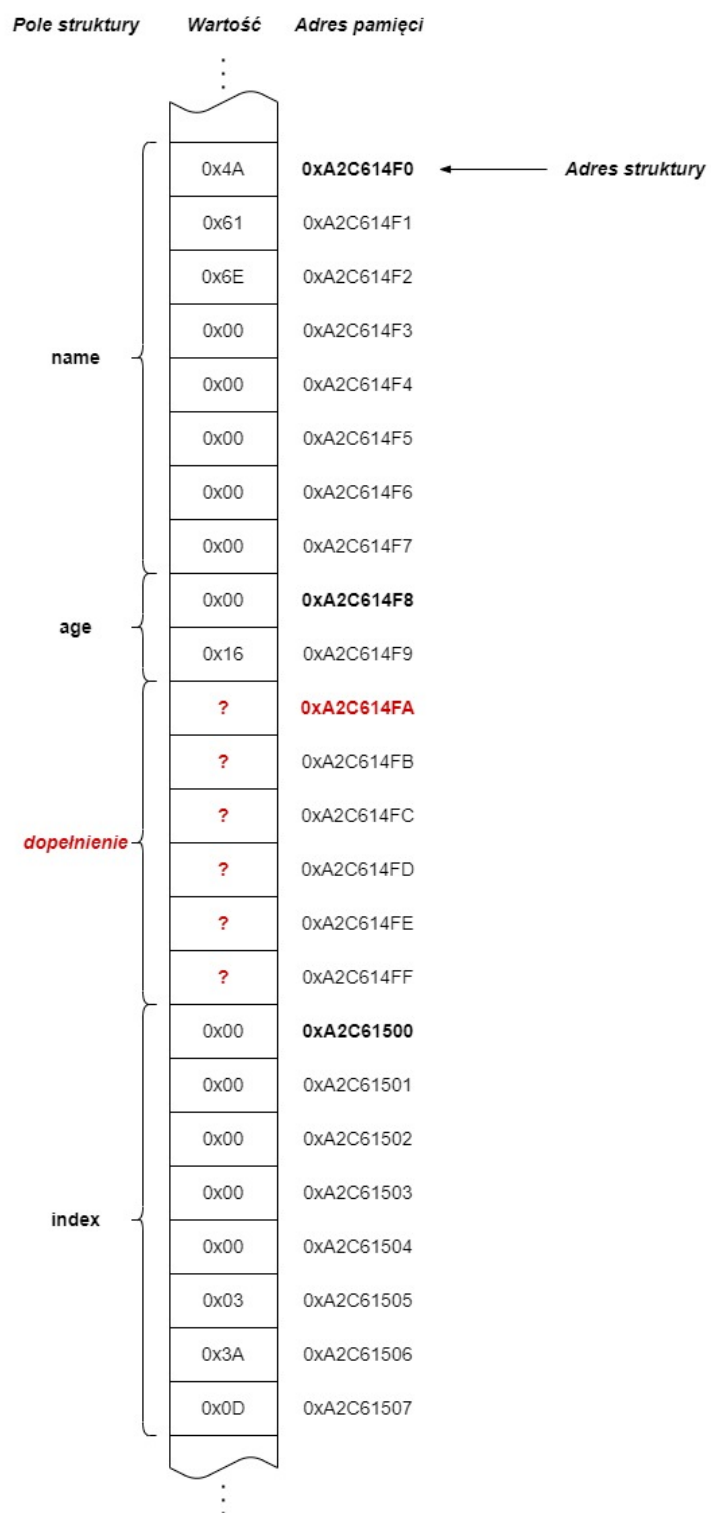 Pole struktury Wartość Adres pamięci
0x4A 0xA2C614F0 Adres struktury
0x61 0xA2C614F1
0x6E 0xA2C614F2
0x00 0xA2C614F3
name
0x00 0xA2C614F4
0x00 0xA2C614F5
0x00 0xA2C614F6
0x00 0xA2C614F7
0x00 0xA2C614F8
age
0x16 0xA2C614F9
? 0xA2C614FA
? 0xA2C614FB
? 0xA2C614FC
dopełnienie
? 0xA2C614FD
? 0xA2C614FE
? 0xA2C614FF
0x00 0xA2C61500
0x00 0xA2C61501
0x00 0xA2C61502
0x00 0xA2C61503
index
0x00 0xA2C61504
0x03 0xA2C61505
0x3A 0xA2C61506
0x0D 0xA2C61507